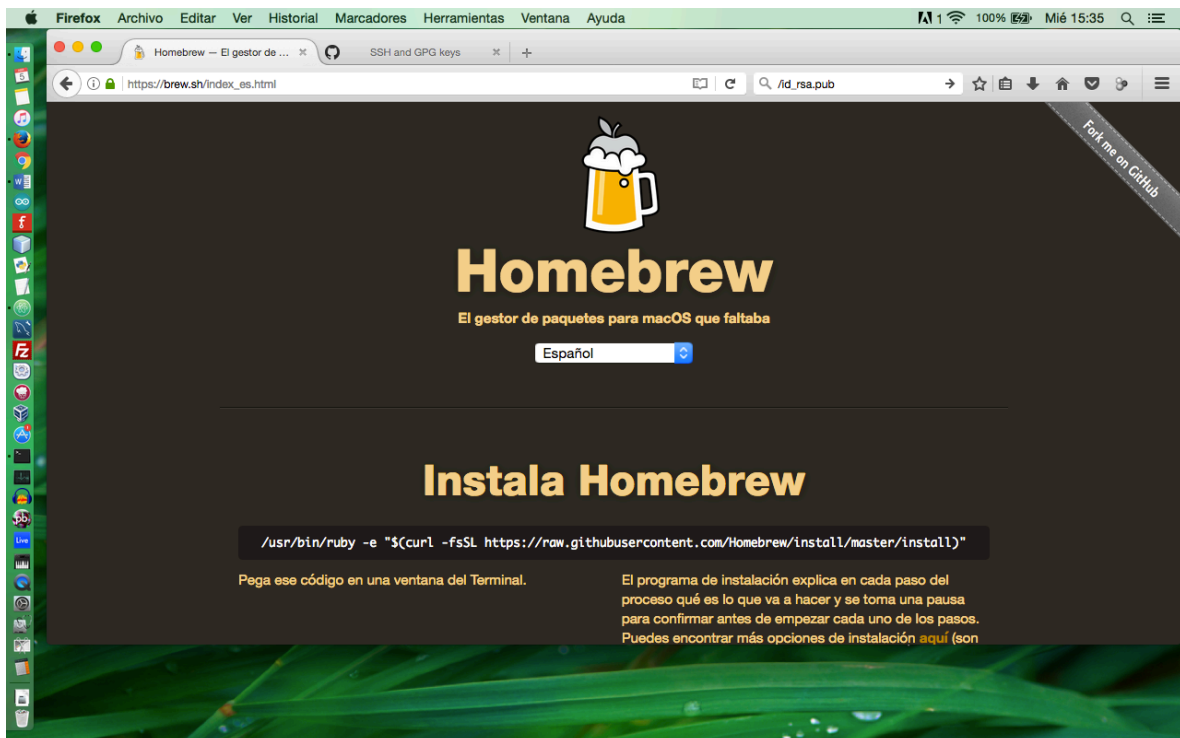 Firefox Archivo Editar Ver Historial Marcadores Herramientas Ventana Ayuda 1 100% Mié 15:35
Homebrew — El gestor de ... SSH and GPG keys
https://brew.sh/index_es.html /id_rsa.pub
Fork me on GitHub
Homebrew
El gestor de paquetes para macOS que faltaba
Español
Instala Homebrew
/usr/bin/ruby -e "$(curl -fsSL https://raw.githubusercontent.com/Homebrew/install/master/install)"
Pega ese código en una ventana del Terminal.
El programa de instalación explica en cada paso del
proceso qué es lo que va a hacer y se toma una pausa
para confirmar antes de empezar cada uno de los pasos.
Puedes encontrar más opciones de instalación aquí (son